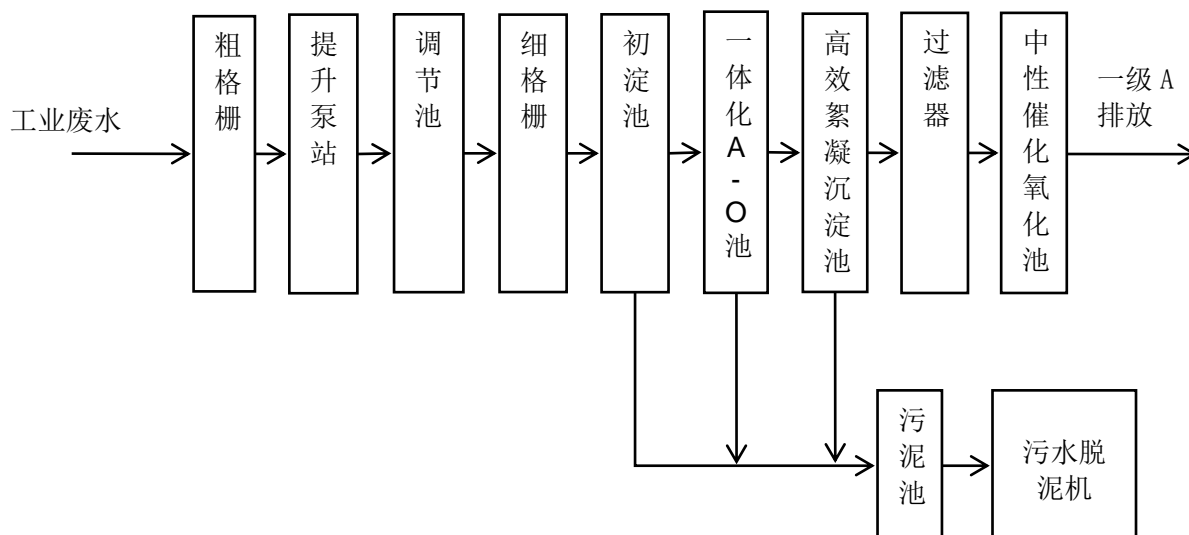 工业废水
粗格栅
提升泵站
调节池
细格栅
初淀池
一体化A-O池
高效絮凝沉淀池
过滤器
中性催化氧化池
一级 A
排放
污泥池
污水脱
泥机